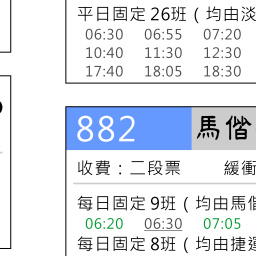 平日固定 26班 ( 均由淡
06:30 06:55 07:20
10:40 11:30 12:30
17:40 18:05 18:30
882 馬偕
收費：二段票 緩衝
每日固定 9班 ( 均由馬偕
06:20 06:30 07:05
每日固定 8班 ( 均由捷運